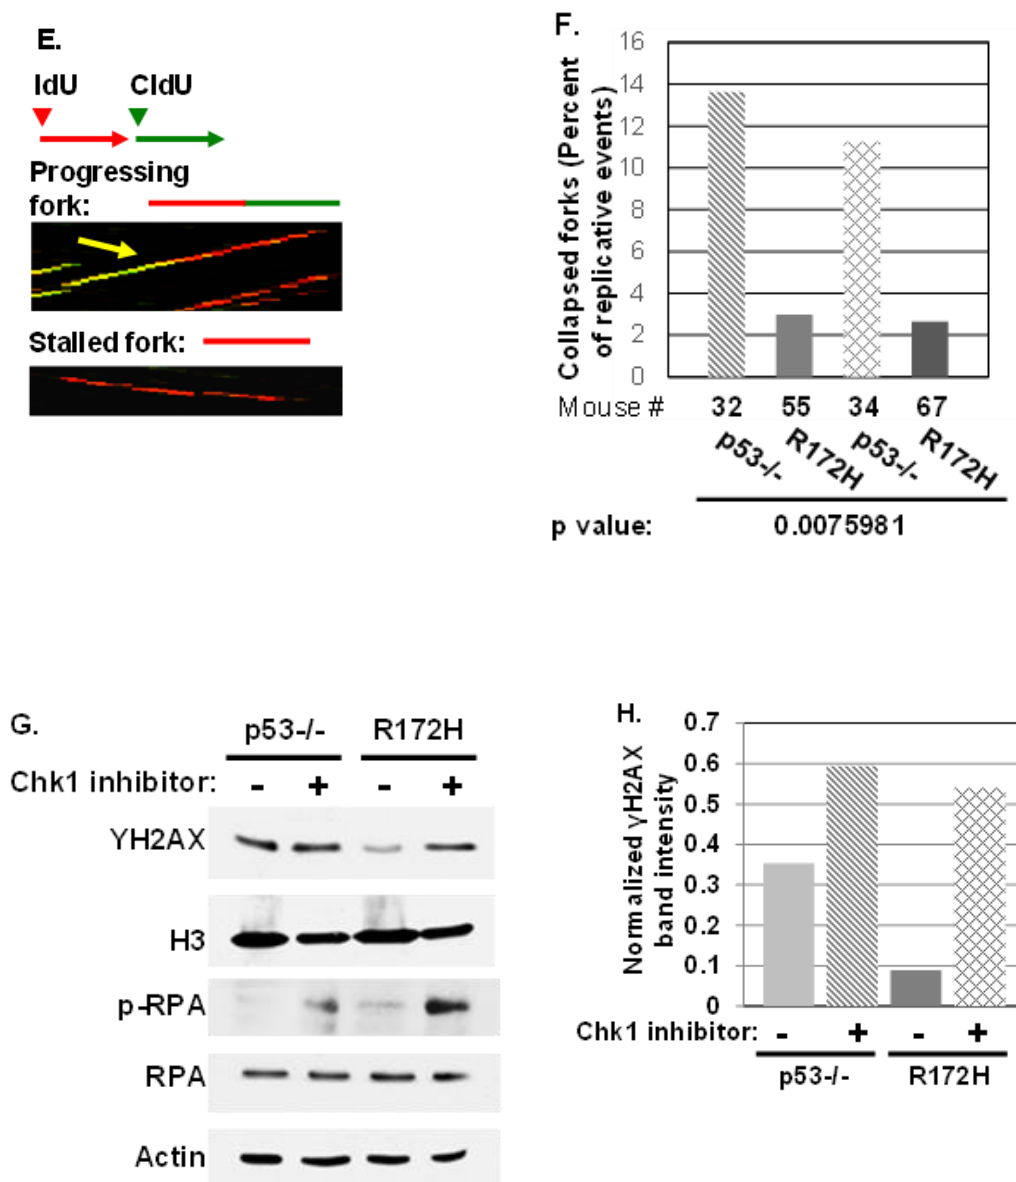 E.
IdU CldU
Progressing
fork:
Stalled fork:
F.
Collapsed forks (Percent
of replicative events)
16
14
12
10
8
6
4
2
0
Mouse # 32 55 34 67
p53-/- R172H p53-/- R172H
p value: 0.0075981
G.
p53-/- R172H
Chk1 inhibitor: - + - +
YH2AX
H3
p-RPA
RPA
Actin
H.
Normalized γH2AX
band intensity
0.7
0.6
0.5
0.4
0.3
0.2
0.1
0
Chk1 inhibitor: - + - +
p53-/- R172H